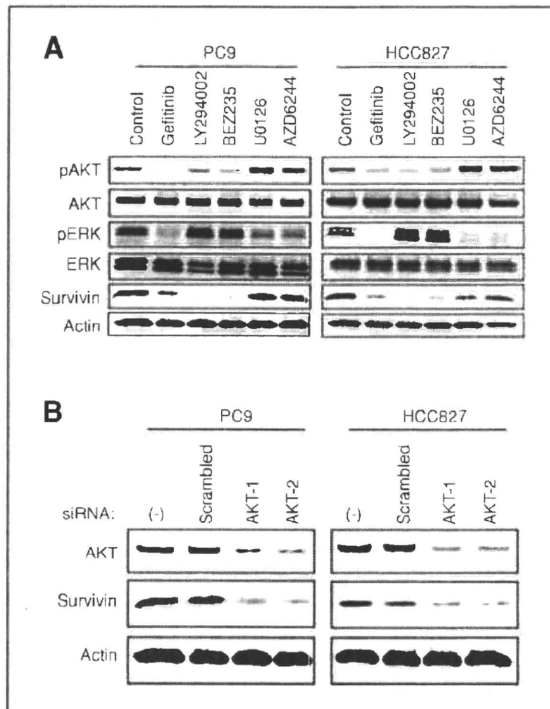 A
PC9 HCC827
Control Gefitinib LY294002 BEZ235 U0126 AZD6244 Control Gefitinib LY294002 BEZ235 U0126 AZD6244
pAKT
AKT
pERK
ERK
Survivin
Actin
B
PC9 HCC827
siRNA: (-) Scrambled AKT-1 AKT-2 (-) Scrambled AKT-1 AKT-2
AKT
Survivin
Actin